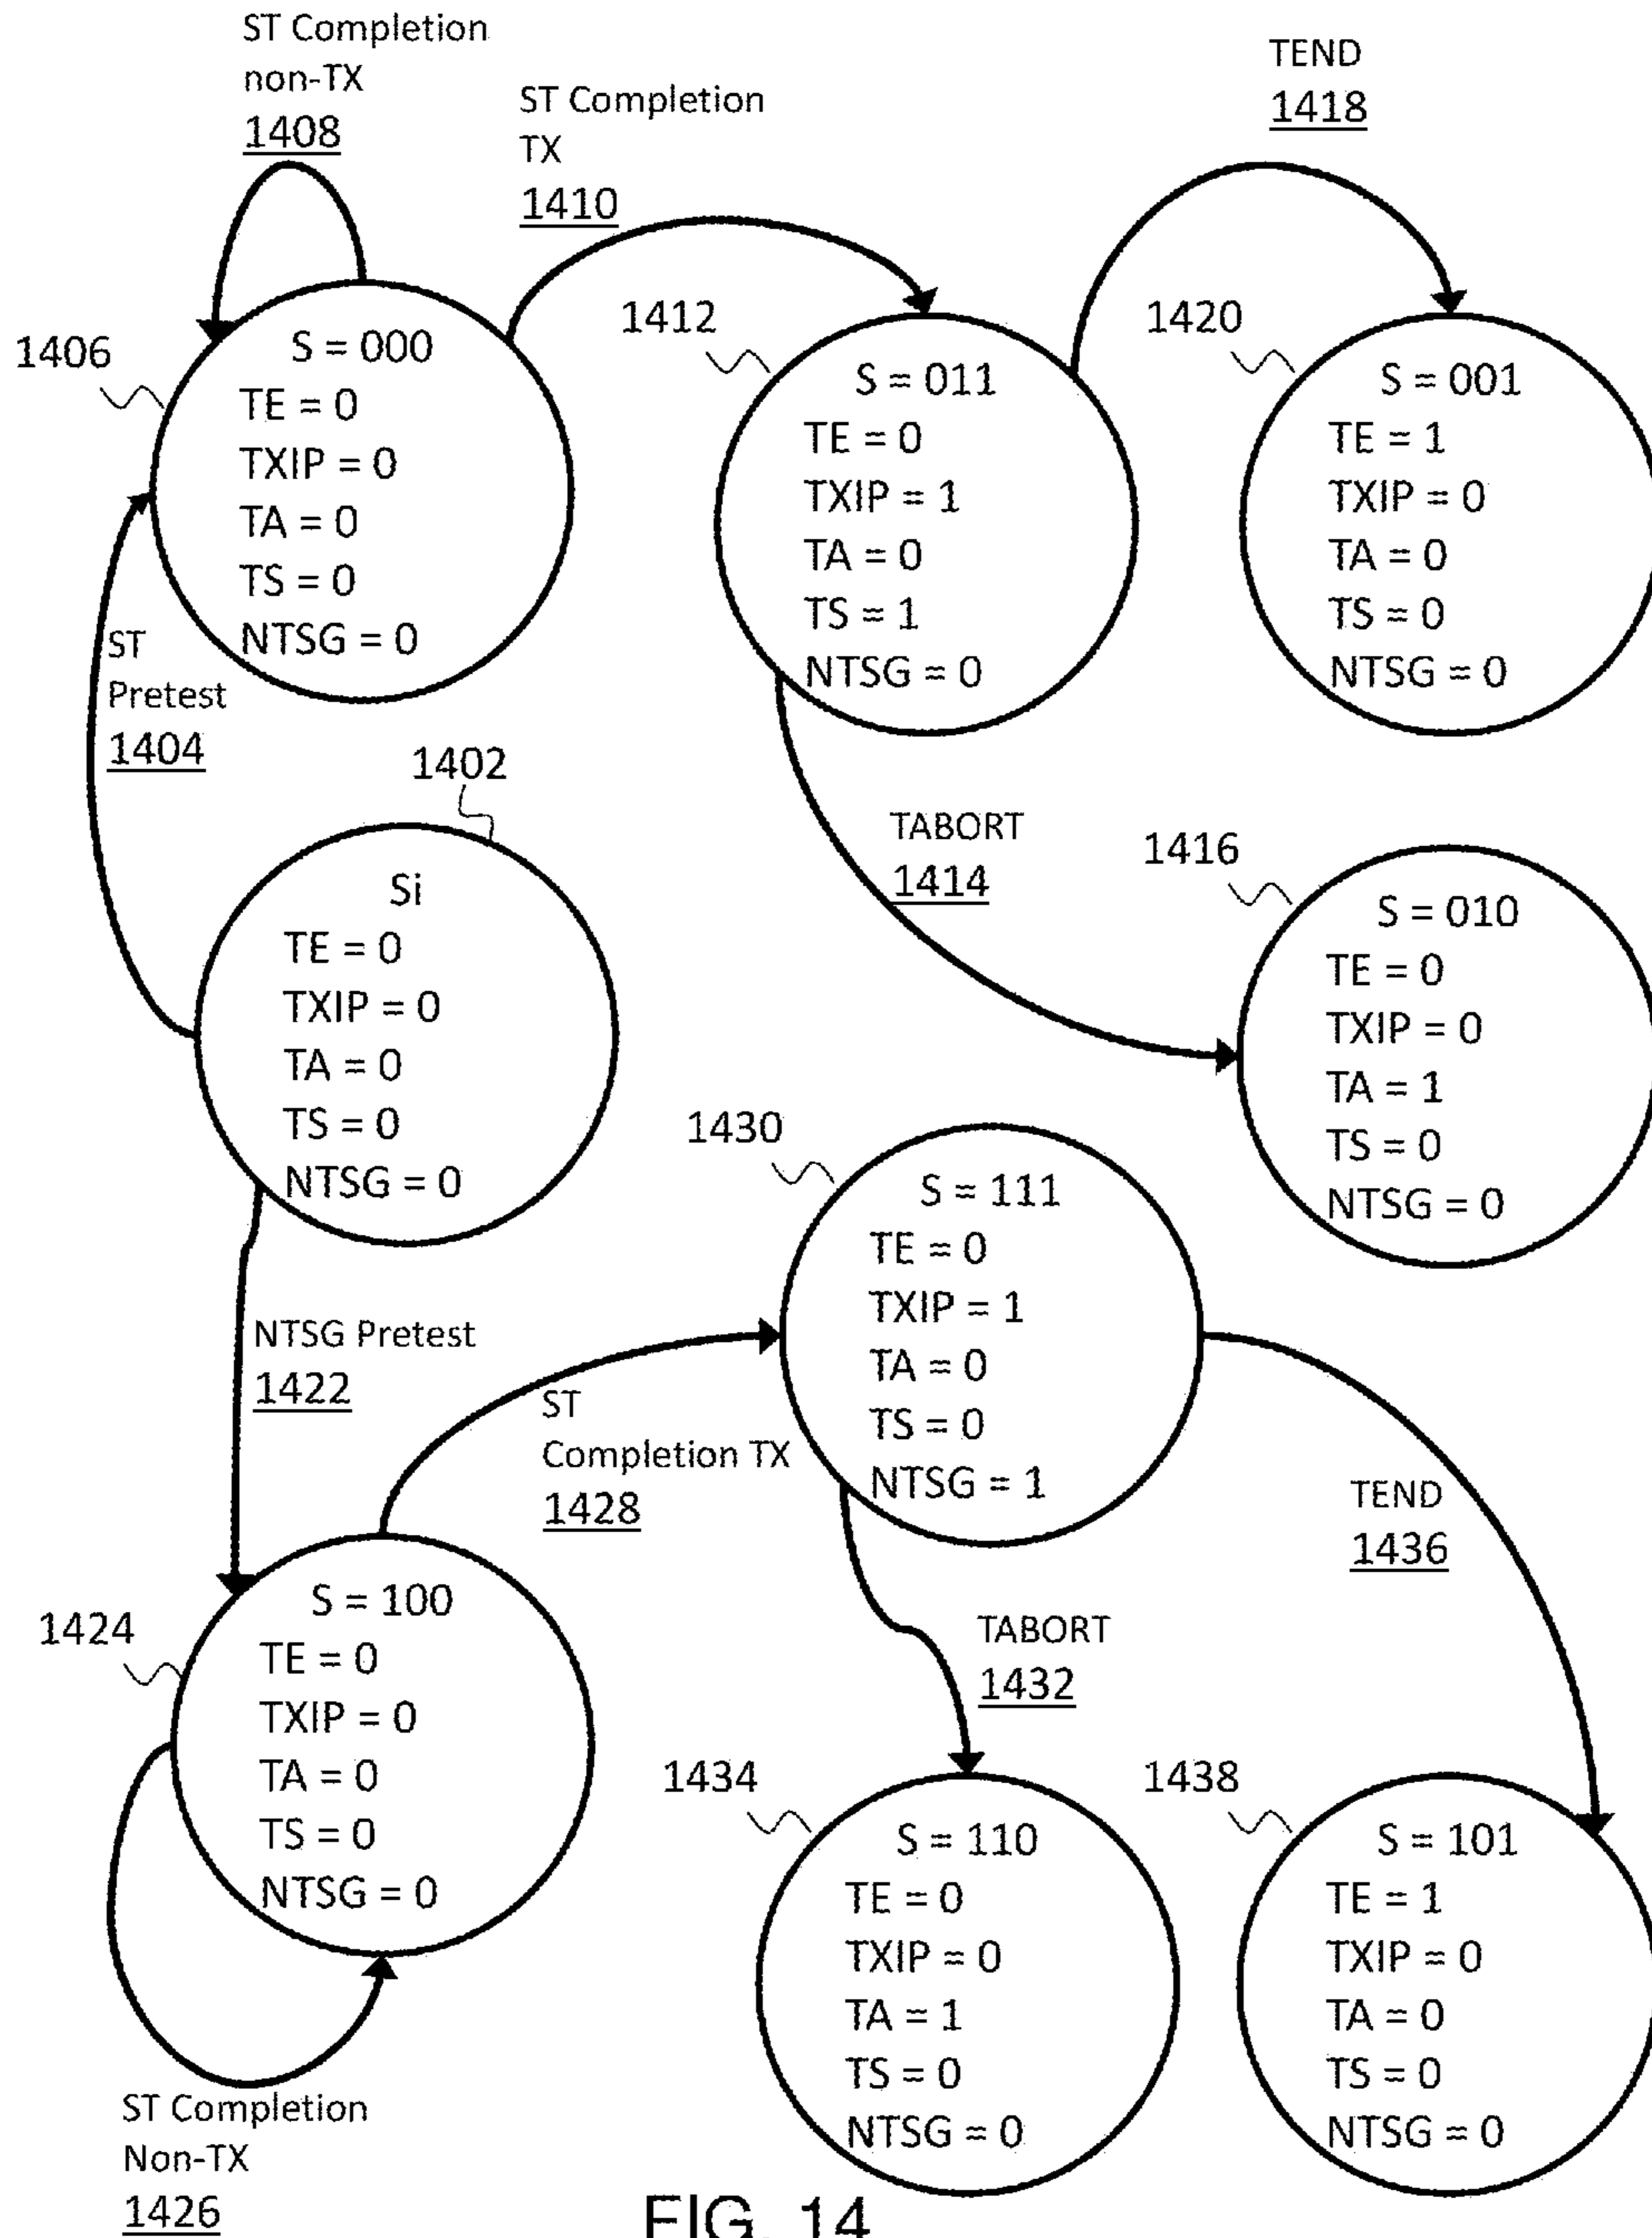 ST Completion
non-TX
1408
ST Completion
TX
1410
TEND
1418
1406
S = 000
TE = 0
TXIP = 0
TA = 0
TS = 0
NTSG = 0
1412
S = 011
TE = 0
TXIP = 1
TA = 0
TS = 1
NTSG = 0
1420
S = 001
TE = 1
TXIP = 0
TA = 0
TS = 0
NTSG = 0
ST
Pretest
1404
1402
Si
TE = 0
TXIP = 0
TA = 0
TS = 0
NTSG = 0
TABORT
1414
1416
S = 010
TE = 0
TXIP = 0
TA = 1
TS = 0
NTSG = 0
1430
S = 111
TE = 0
TXIP = 1
TA = 0
TS = 0
NTSG = 1
NTSG Pretest
1422
ST
Completion TX
1428
TEND
1436
1424
S = 100
TE = 0
TXIP = 0
TA = 0
TS = 0
NTSG = 0
TABORT
1432
1434
S = 110
TE = 0
TXIP = 0
TA = 1
TS = 0
NTSG = 0
1438
S = 101
TE = 1
TXIP = 0
TA = 0
TS = 0
NTSG = 0
ST Completion
Non-TX
1426
FIG. 14